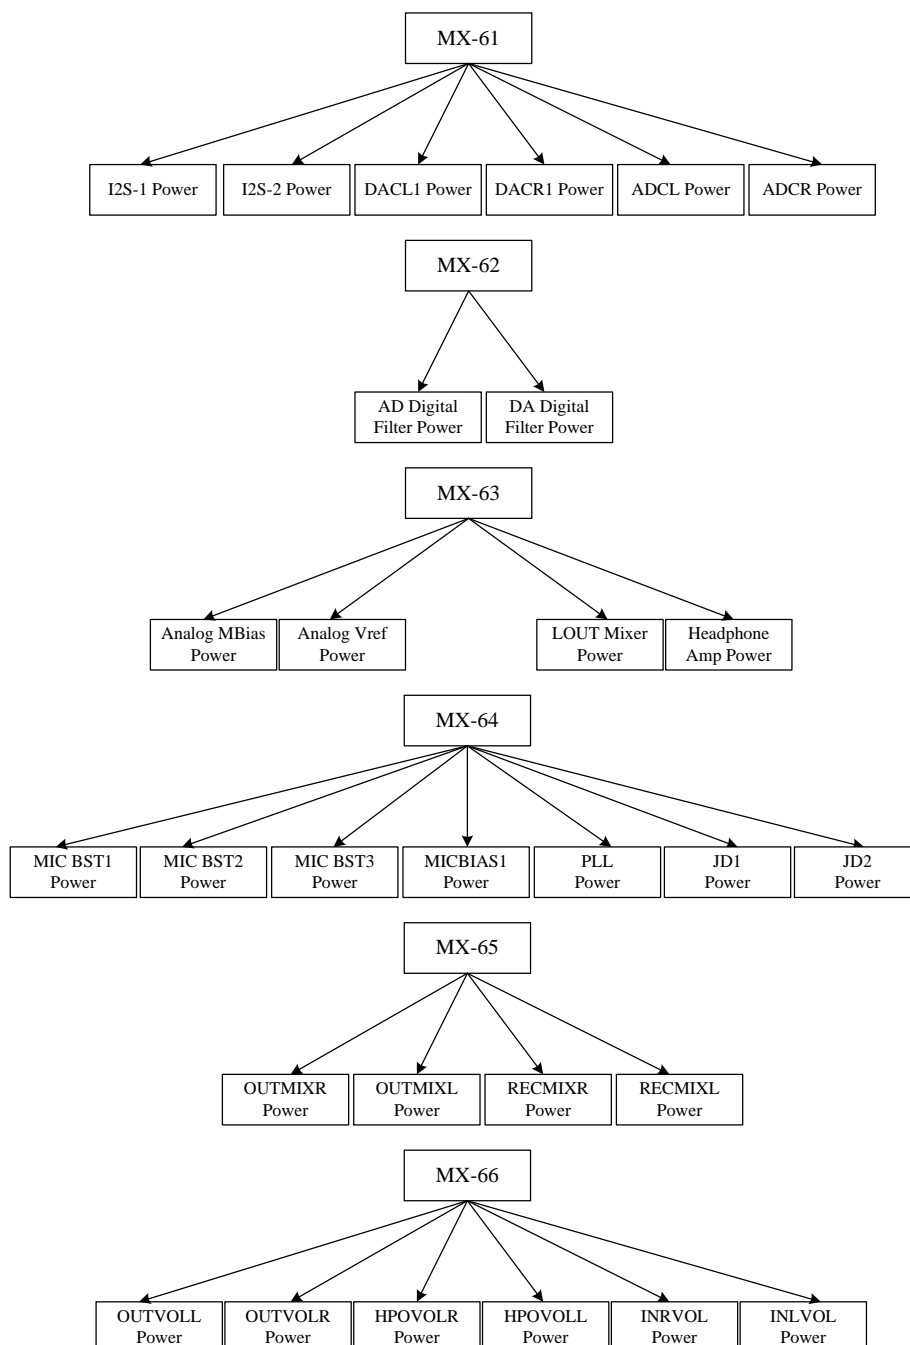 MX-61
I2S-1 Power
I2S-2 Power
DACL1 Power
DACR1 Power
ADCL Power
ADCR Power
MX-62
AD Digital
Filter Power
DA Digital
Filter Power
MX-63
Analog MBias
Power
Analog Vref
Power
LOUT Mixer
Power
Headphone
Amp Power
MX-64
MIC BST1
Power
MIC BST2
Power
MIC BST3
Power
MICBIAS1
Power
PLL
Power
JD1
Power
JD2
Power
MX-65
OUTMIXR
Power
OUTMIXL
Power
RECMIXR
Power
RECMIXL
Power
MX-66
OUTVOLL
Power
OUTVOLR
Power
HPOVOLR
Power
HPOVOLL
Power
INRVOL
Power
INLVOL
Power